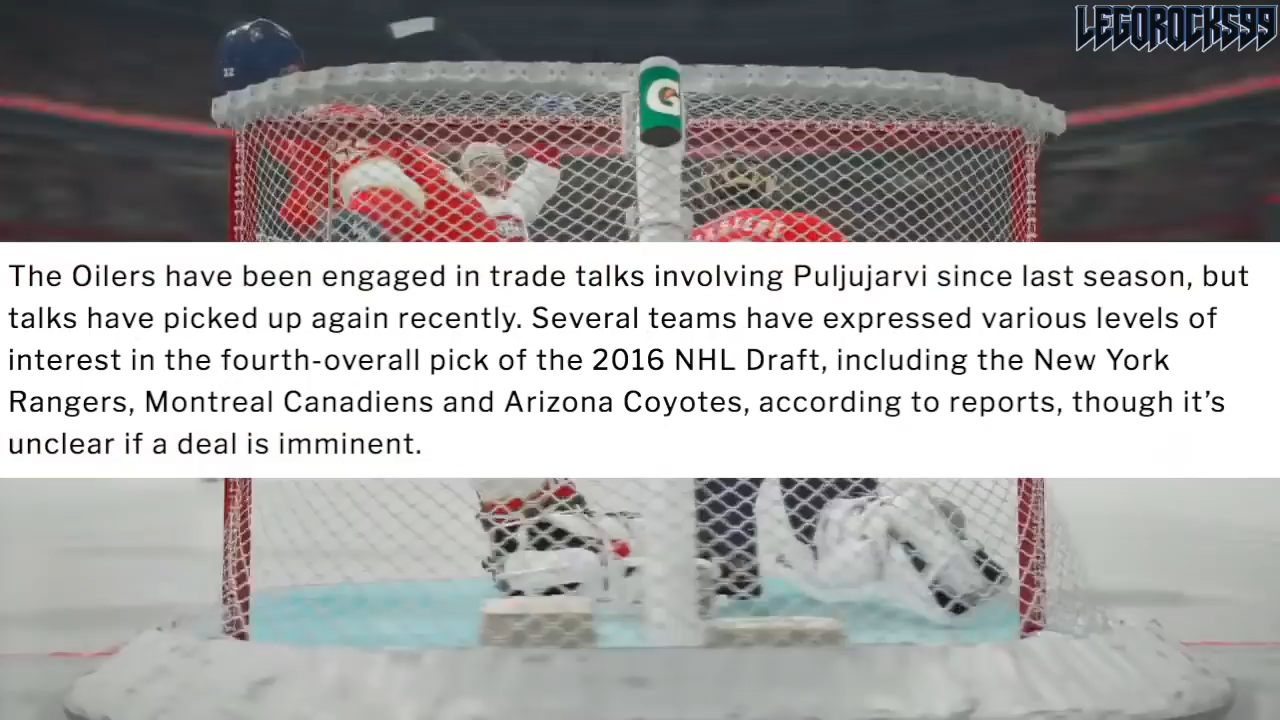 LEGOROCKS99
G
32
The Oilers have been engaged in trade talks involving Puljujarvi since last season, but
talks have picked up again recently. Several teams have expressed various levels of
interest in the fourth-overall pick of the 2016 NHL Draft, including the New York
Rangers, Montreal Canadiens and Arizona Coyotes, according to reports, though it’s
unclear if a deal is imminent.